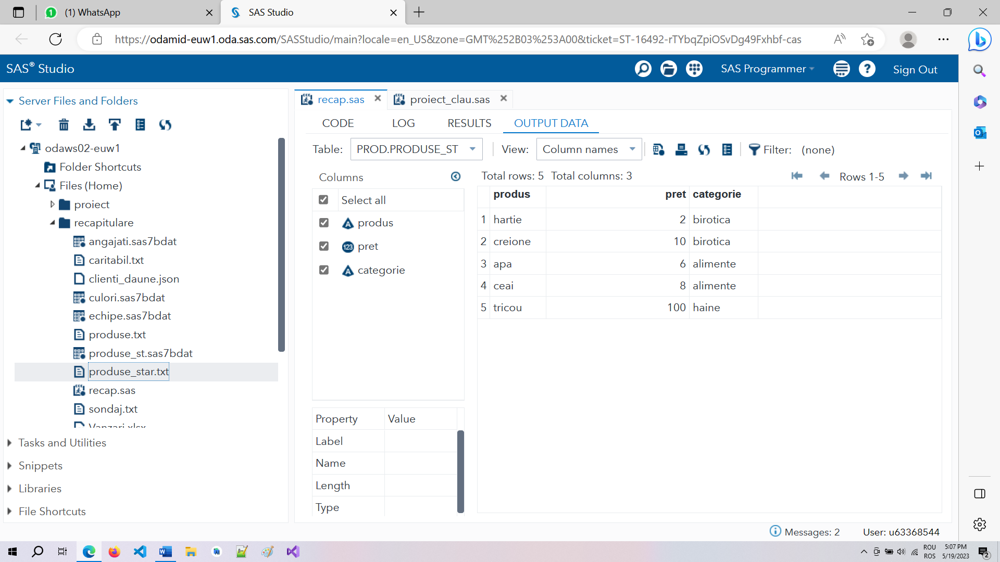 (1) WhatsApp
SAS Studio
https://odamid-euw1.oda.sas.com/SASStudio/main?locale=en_US&zone=GMT%252B03%253A00&ticket=ST-16492-rTYbqZpiOSvDg49Fxhbf-cas
SAS® Studio
SAS Programmer
Sign Out
Server Files and Folders
odaws02-euw1
Folder Shortcuts
Files (Home)
proiect
recapitulare
angajati.sas7bdat
caritabil.txt
clienti_daune.json
culori.sas7bdat
echipe.sas7bdat
produse.txt
produse_st.sas7bdat
produse_star.txt
recap.sas
sondaj.txt
Vanzari.xlsx
Tasks and Utilities
Snippets
Libraries
File Shortcuts
recap.sas proiect_clau.sas
CODE LOG RESULTS OUTPUT DATA
Table: PROD.PRODUSE_ST View: Column names Filter: (none)
Columns
Select all
produs
pret
categorie
Property Value
Label
Name
Length
Type
Total rows: 5 Total columns: 3 Rows 1-5
produs pret categorie
1 hartie 2 birotica
2 creione 10 birotica
3 apa 6 alimente
4 ceai 8 alimente
5 tricou 100 haine
Messages: 2 User: u63368544
ROU 5:07 PM
ROS 5/19/2023
2